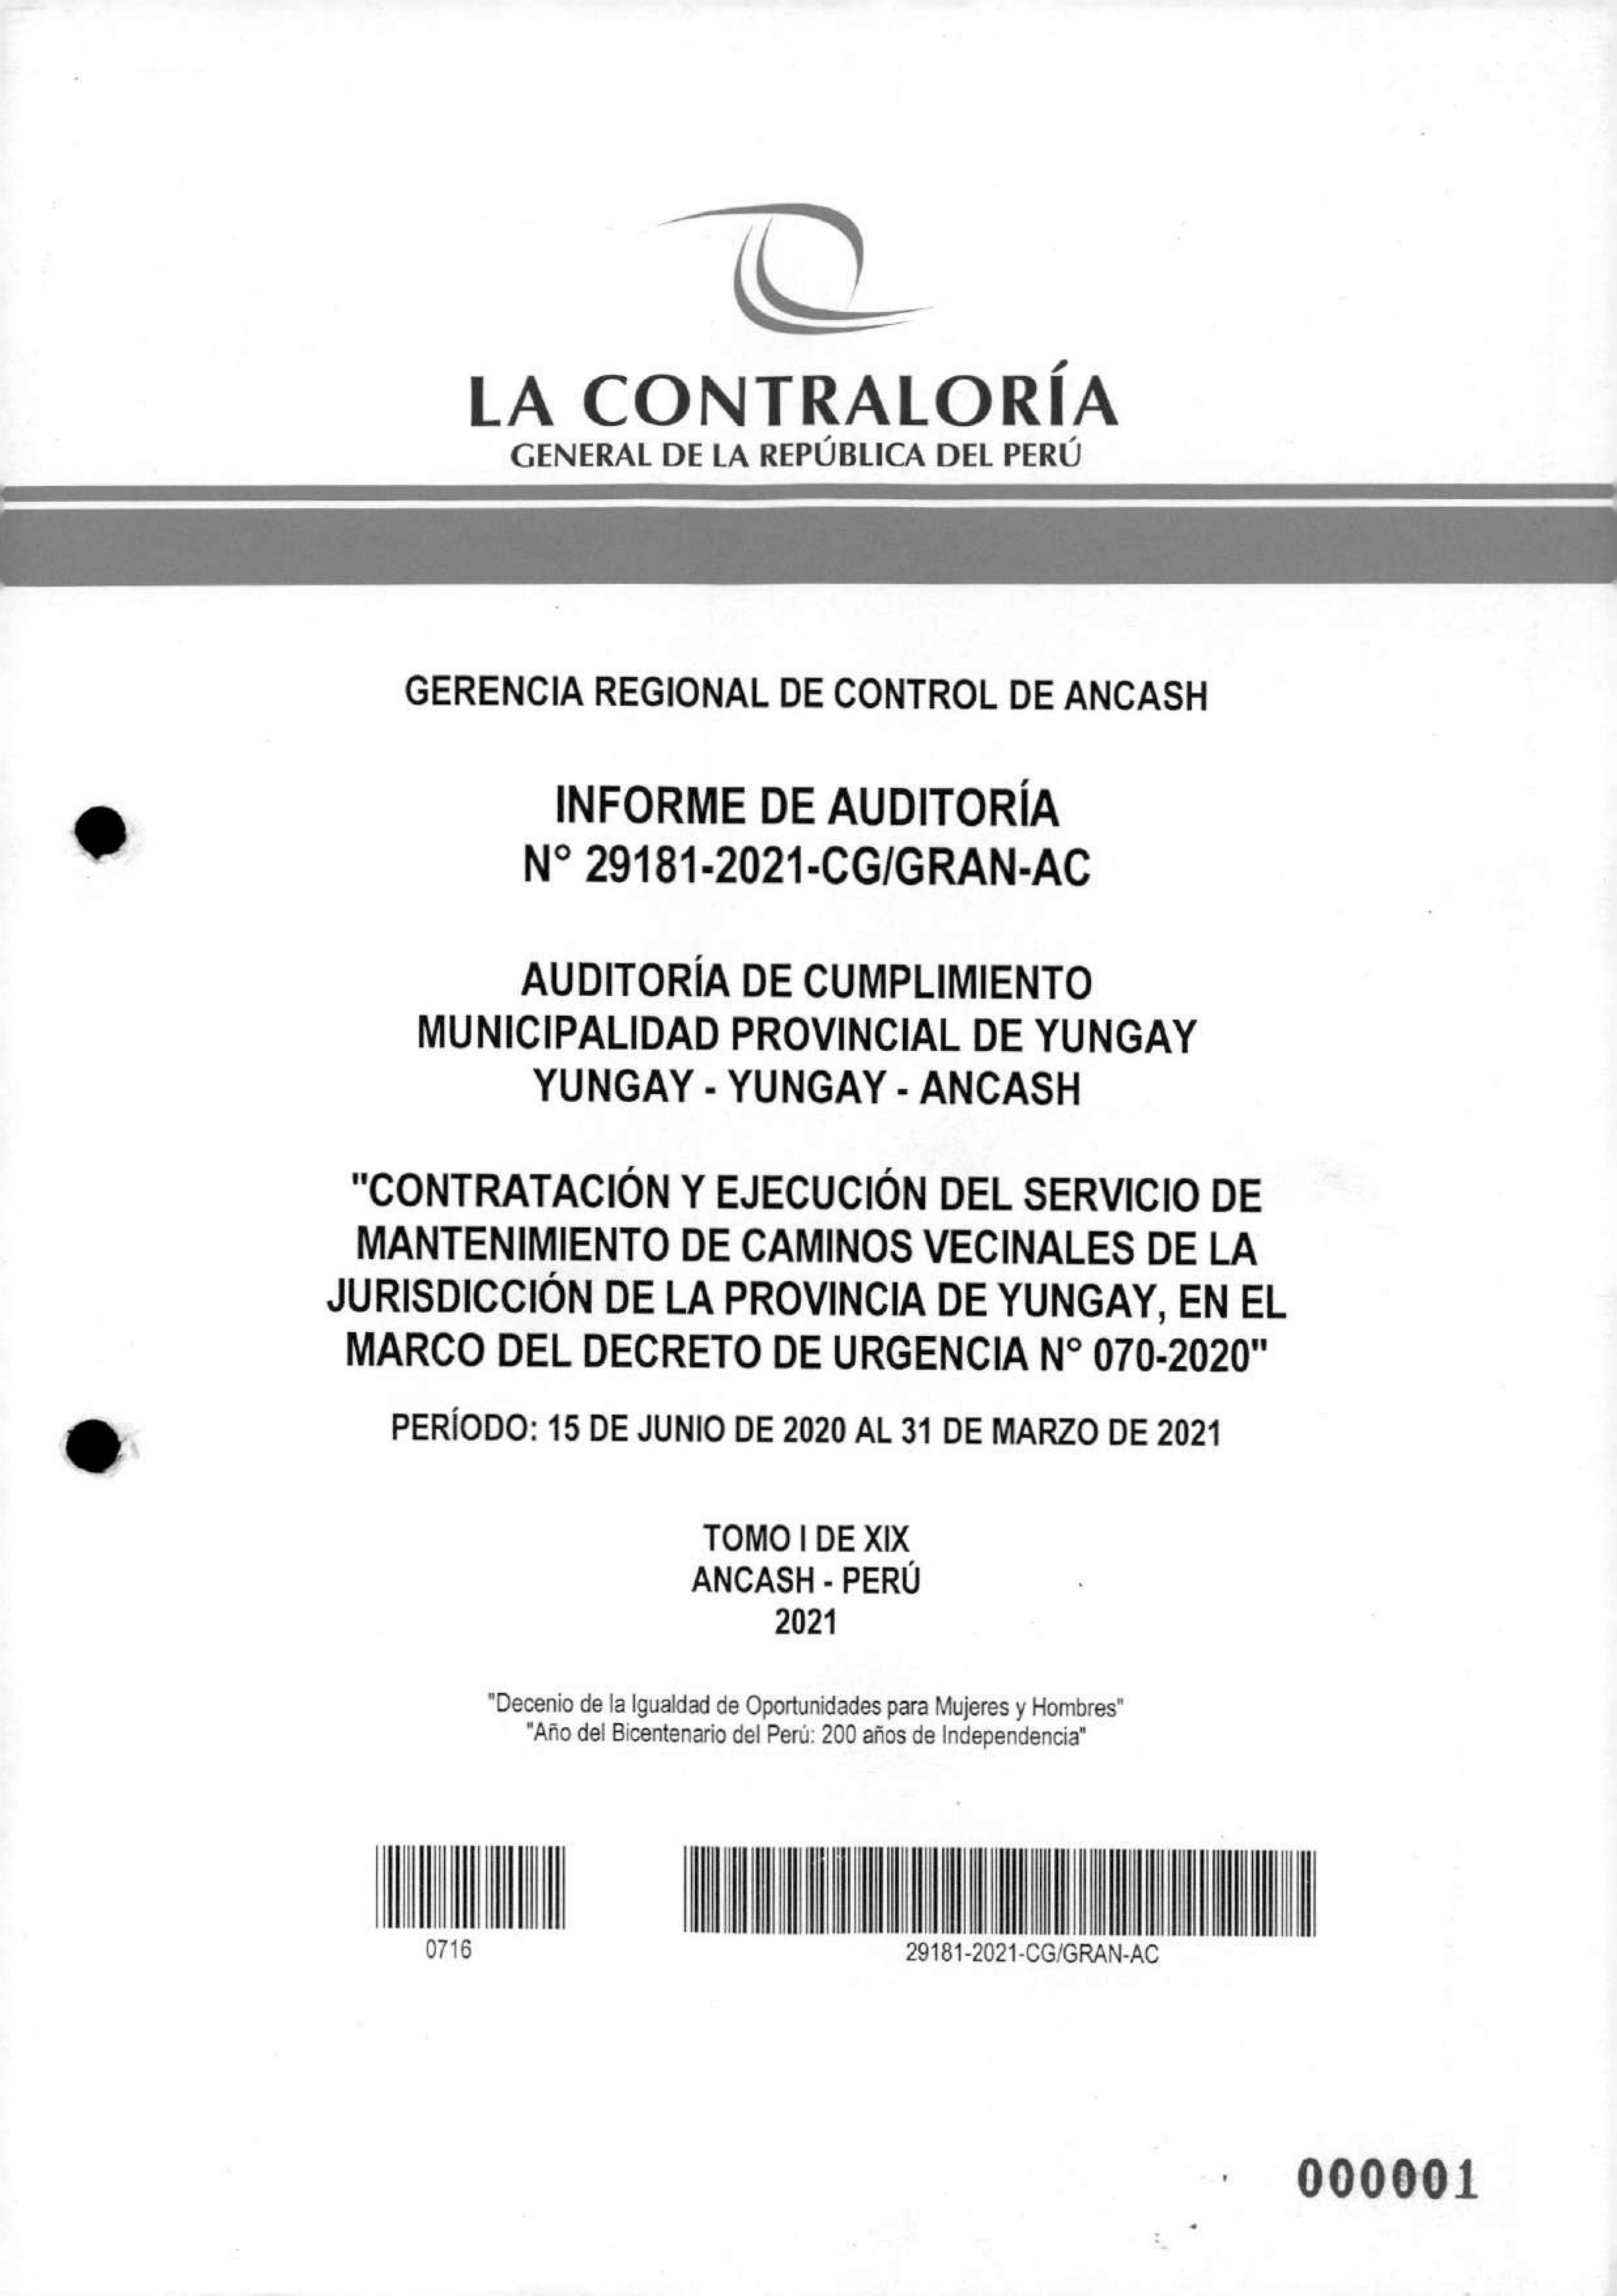 LA CONTRALORÍA
GENERAL DE LA REPÚBLICA DEL PERÚ
GERENCIA REGIONAL DE CONTROL DE ANCASH
INFORME DE AUDITORÍA
N° 29181-2021-CG/GRAN-AC
AUDITORÍA DE CUMPLIMIENTO
MUNICIPALIDAD PROVINCIAL DE YUNGAY
YUNGAY - YUNGAY - ANCASH
"CONTRATACIÓN Y EJECUCIÓN DEL SERVICIO DE
MANTENIMIENTO DE CAMINOS VECINALES DE LA
JURISDICCIÓN DE LA PROVINCIA DE YUNGAY, EN EL
MARCO DEL DECRETO DE URGENCIA N° 070-2020"
PERÍODO: 15 DE JUNIO DE 2020 AL 31 DE MARZO DE 2021
TOMO I DE XIX
ANCASH - PERÚ
2021
"Decenio de la Igualdad de Oportunidades para Mujeres y Hombres"
"Año del Bicentenario del Perú: 200 años de Independencia"
0716
29181-2021-CG/GRAN-AC
000001